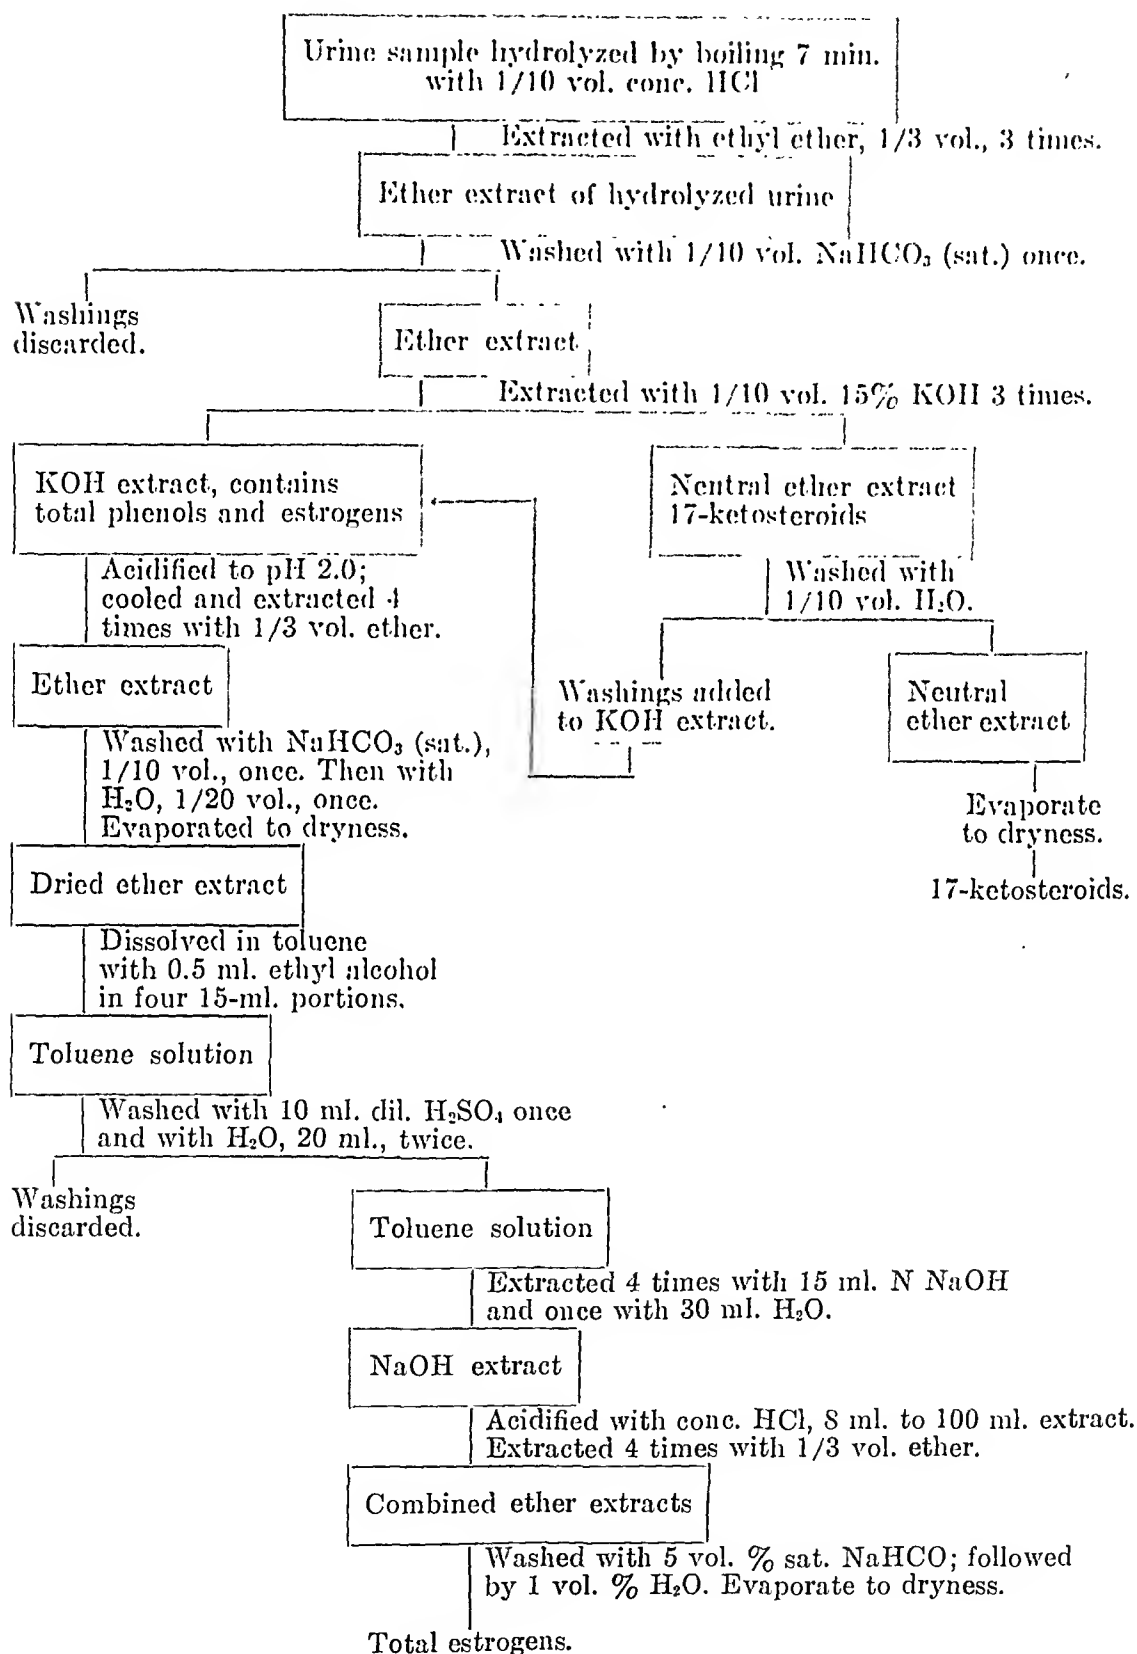 Urine sample hydrolyzed by boiling 7 min.
with 1/10 vol. conc. HCl
Extracted with ethyl ether, 1/3 vol., 3 times.
Ether extract of hydrolyzed urine
Washed with 1/10 vol. NaHCO₃ (sat.) once.
Washings
discarded.
Ether extract
Extracted with 1/10 vol. 15% KOH 3 times.
KOH extract, contains
total phenols and estrogens
Neutral ether extract
17-ketosteroids
Acidified to pH 2.0;
cooled and extracted 4
times with 1/3 vol. ether.
Washed with
1/10 vol. H₂O.
Ether extract
Washings added
to KOH extract.
Neutral
ether extract
Washed with NaHCO₃ (sat.),
1/10 vol., once. Then with
H₂O, 1/20 vol., once.
Evaporated to dryness.
Evaporate
to dryness.
17-ketosteroids.
Dried ether extract
Dissolved in toluene
with 0.5 ml. ethyl alcohol
in four 15-ml. portions.
Toluene solution
Washed with 10 ml. dil. H₂SO₄ once
and with H₂O, 20 ml., twice.
Washings
discarded.
Toluene solution
Extracted 4 times with 15 ml. N NaOH
and once with 30 ml. H₂O.
NaOH extract
Acidified with conc. HCl, 8 ml. to 100 ml. extract.
Extracted 4 times with 1/3 vol. ether.
Combined ether extracts
Washed with 5 vol. % sat. NaHCO; followed
by 1 vol. % H₂O. Evaporate to dryness.
Total estrogens.